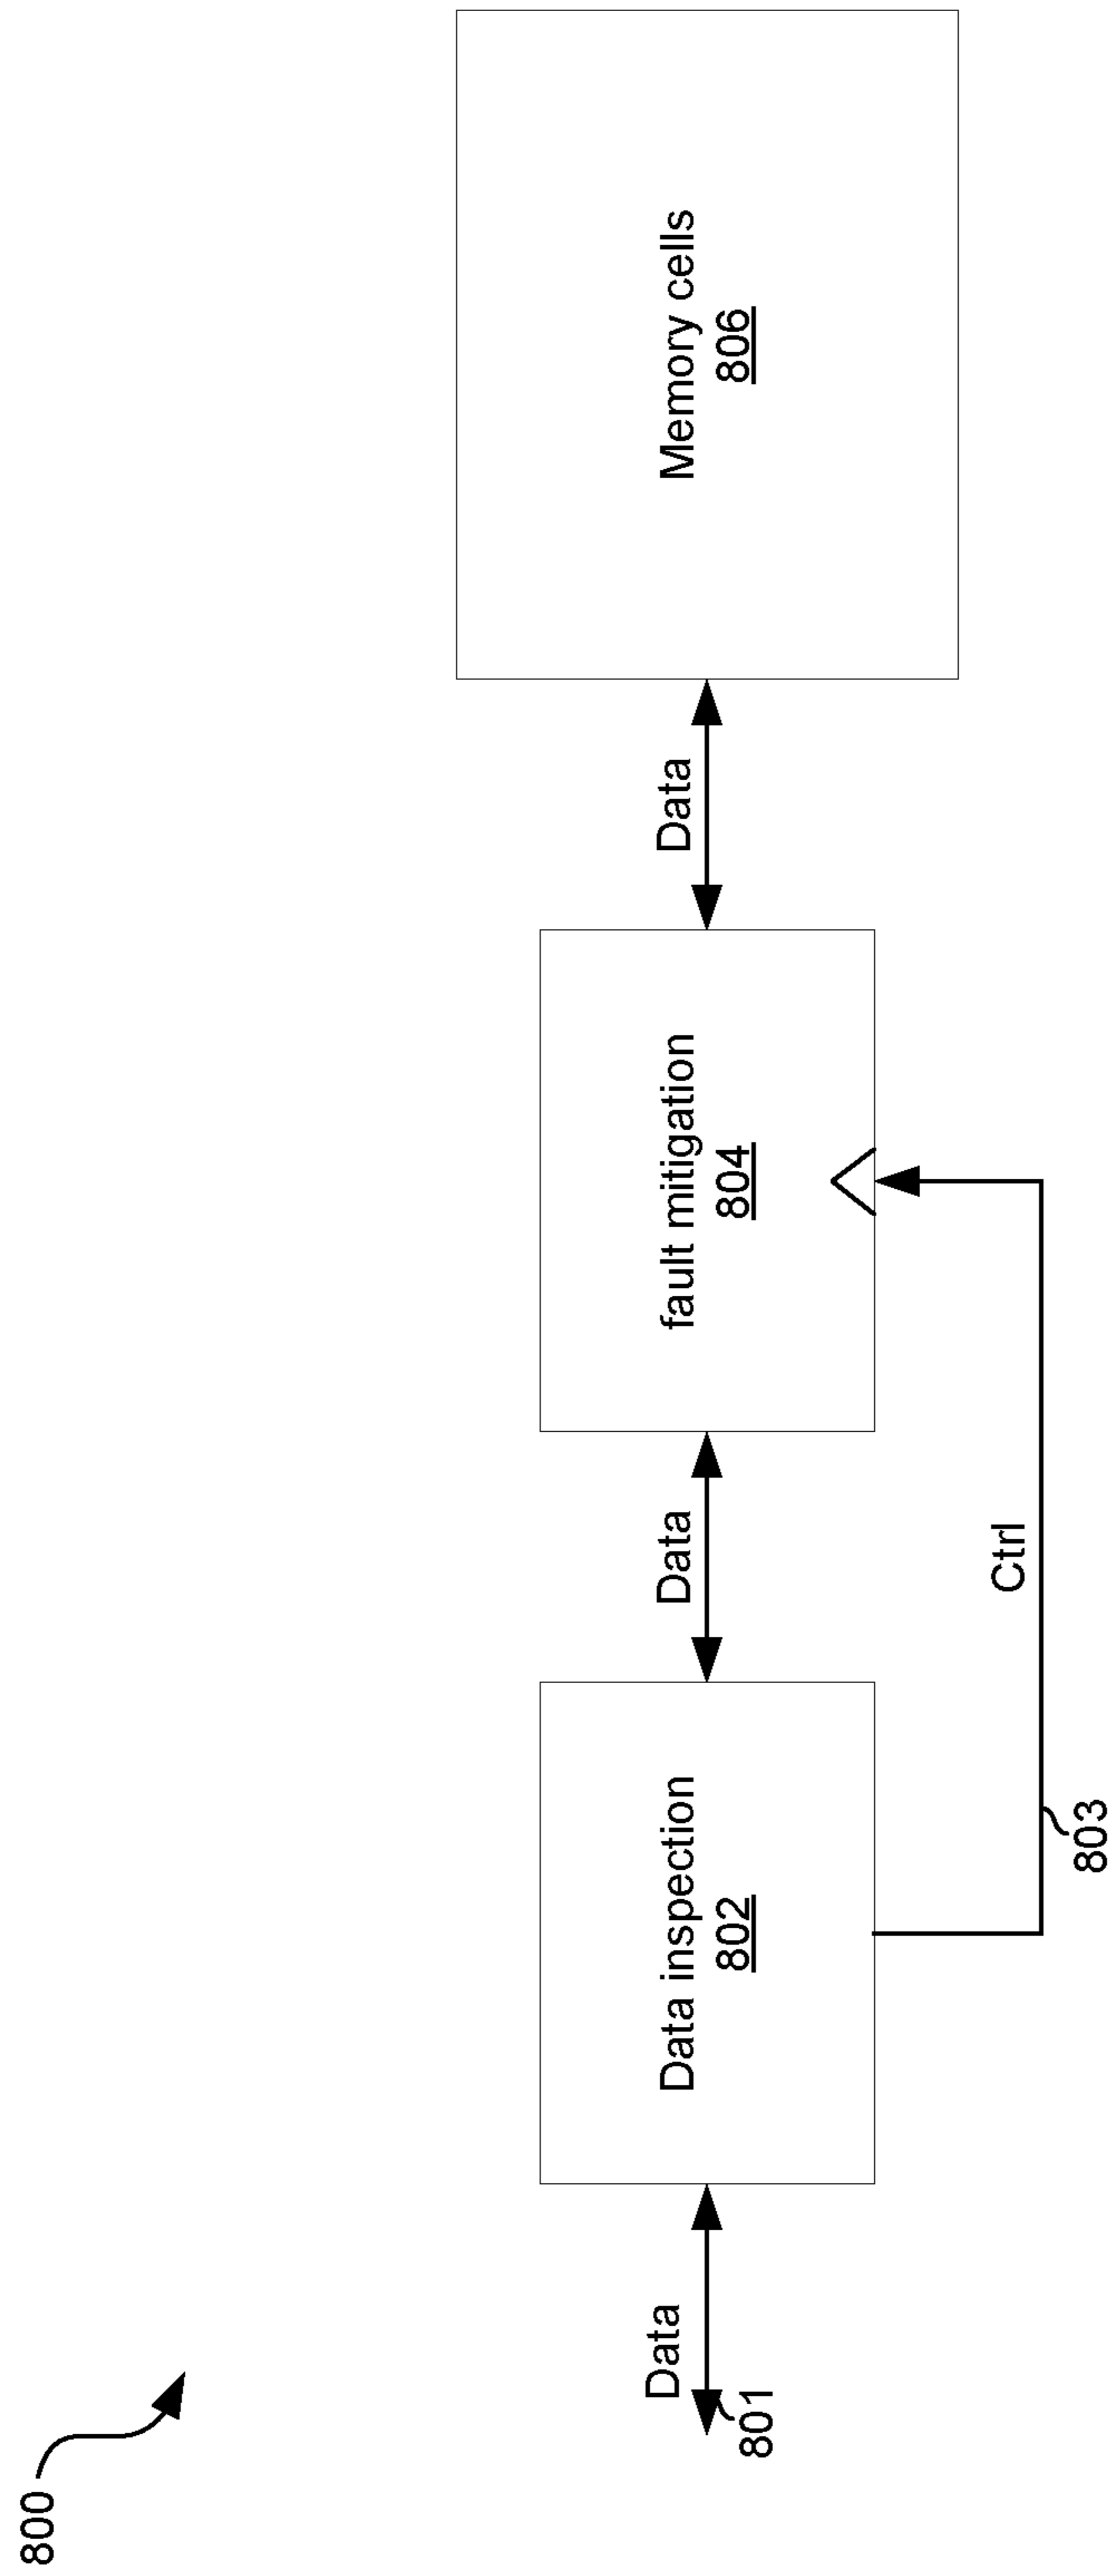 800
Data
801
Data inspection
802
Data
Ctrl
803
fault mitigation
804
Data
Memory cells
806